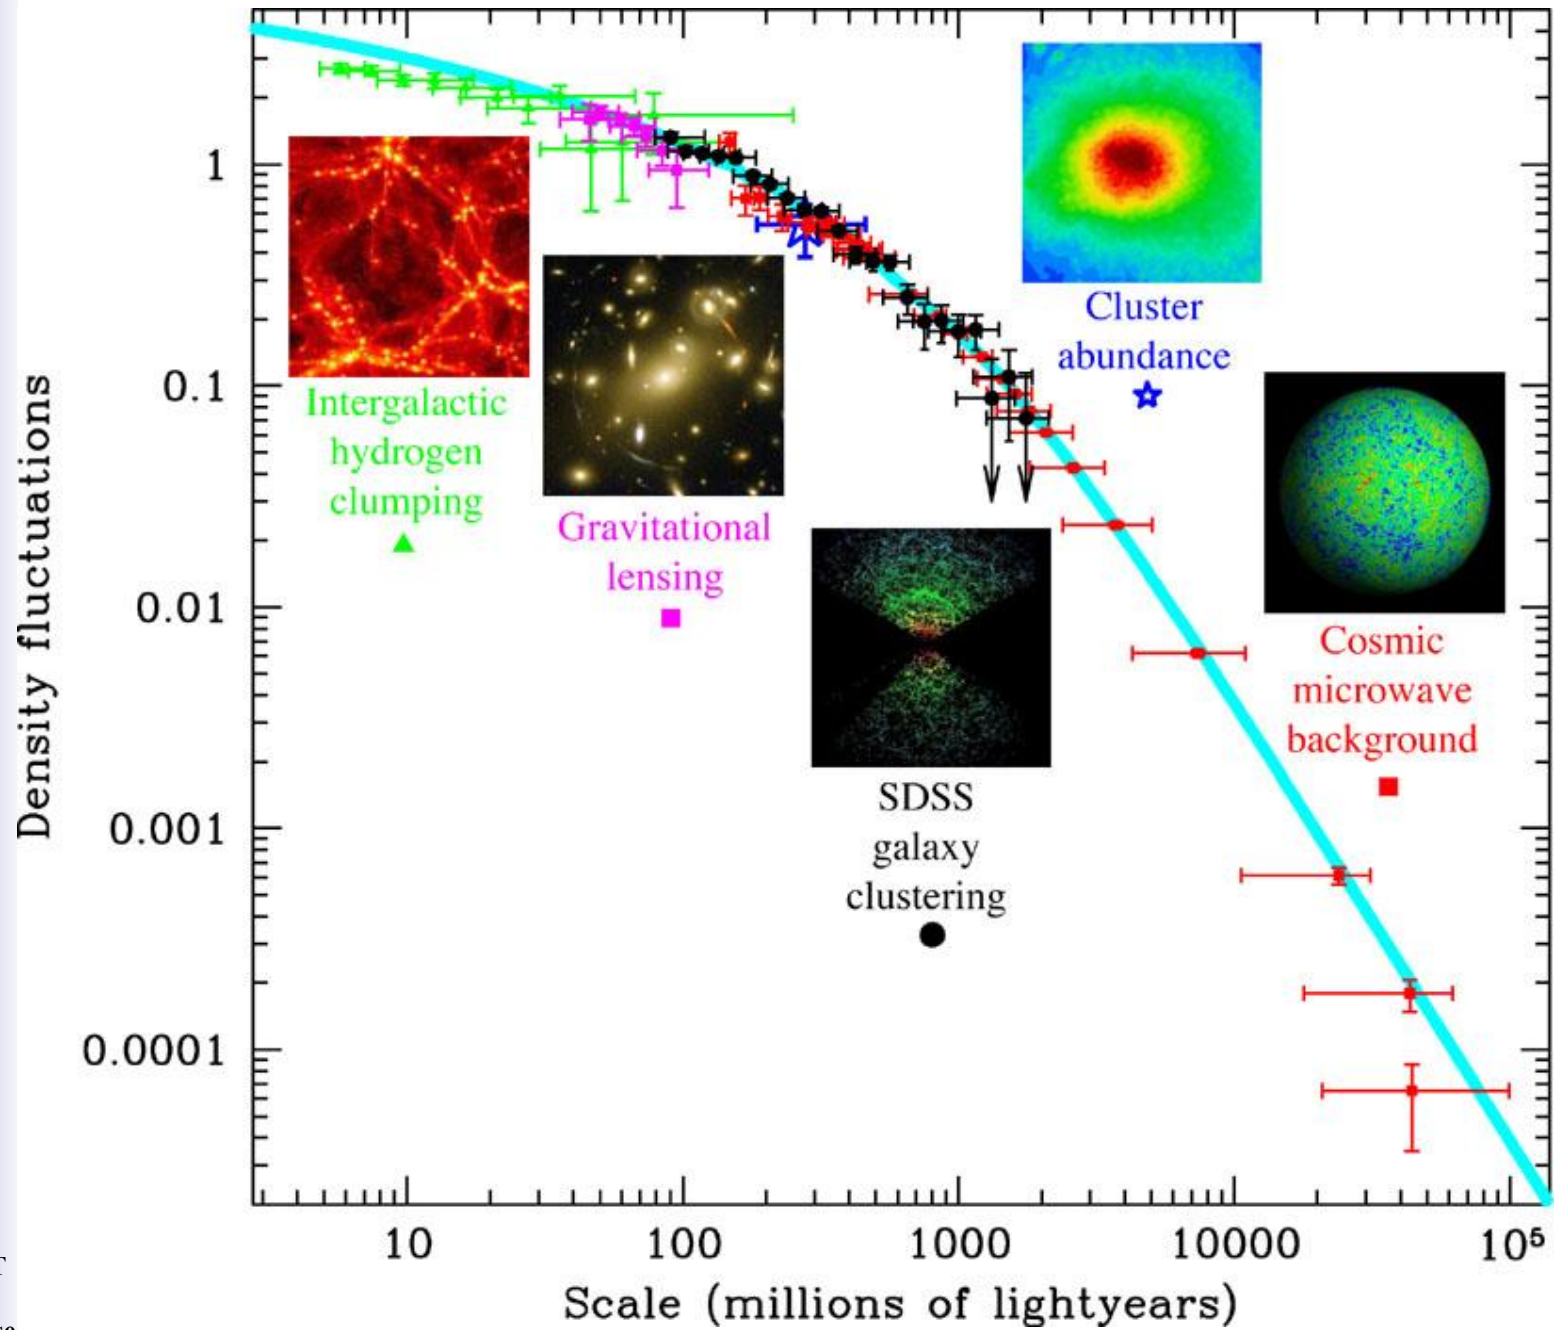 Density fluctuations
1
0.1
0.01
0.001
0.0001
Intergalactic
hydrogen
clumping
Gravitational
lensing
SDSS
galaxy
clustering
Cluster
abundance
Cosmic
microwave
background
10
100
1000
10000
10⁵
Scale (millions of lightyears)